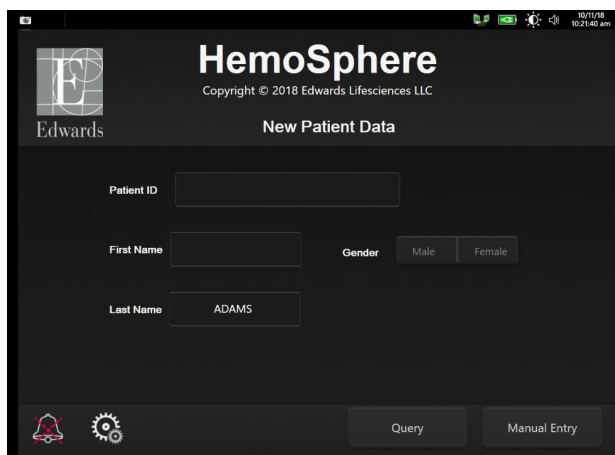 10/11/18
10:21:40 am
HemoSphere
Copyright © 2018 Edwards Lifesciences LLC
E
Edwards
New Patient Data
Patient ID
First Name
Gender Male Female
Last Name ADAMS
Query Manual Entry